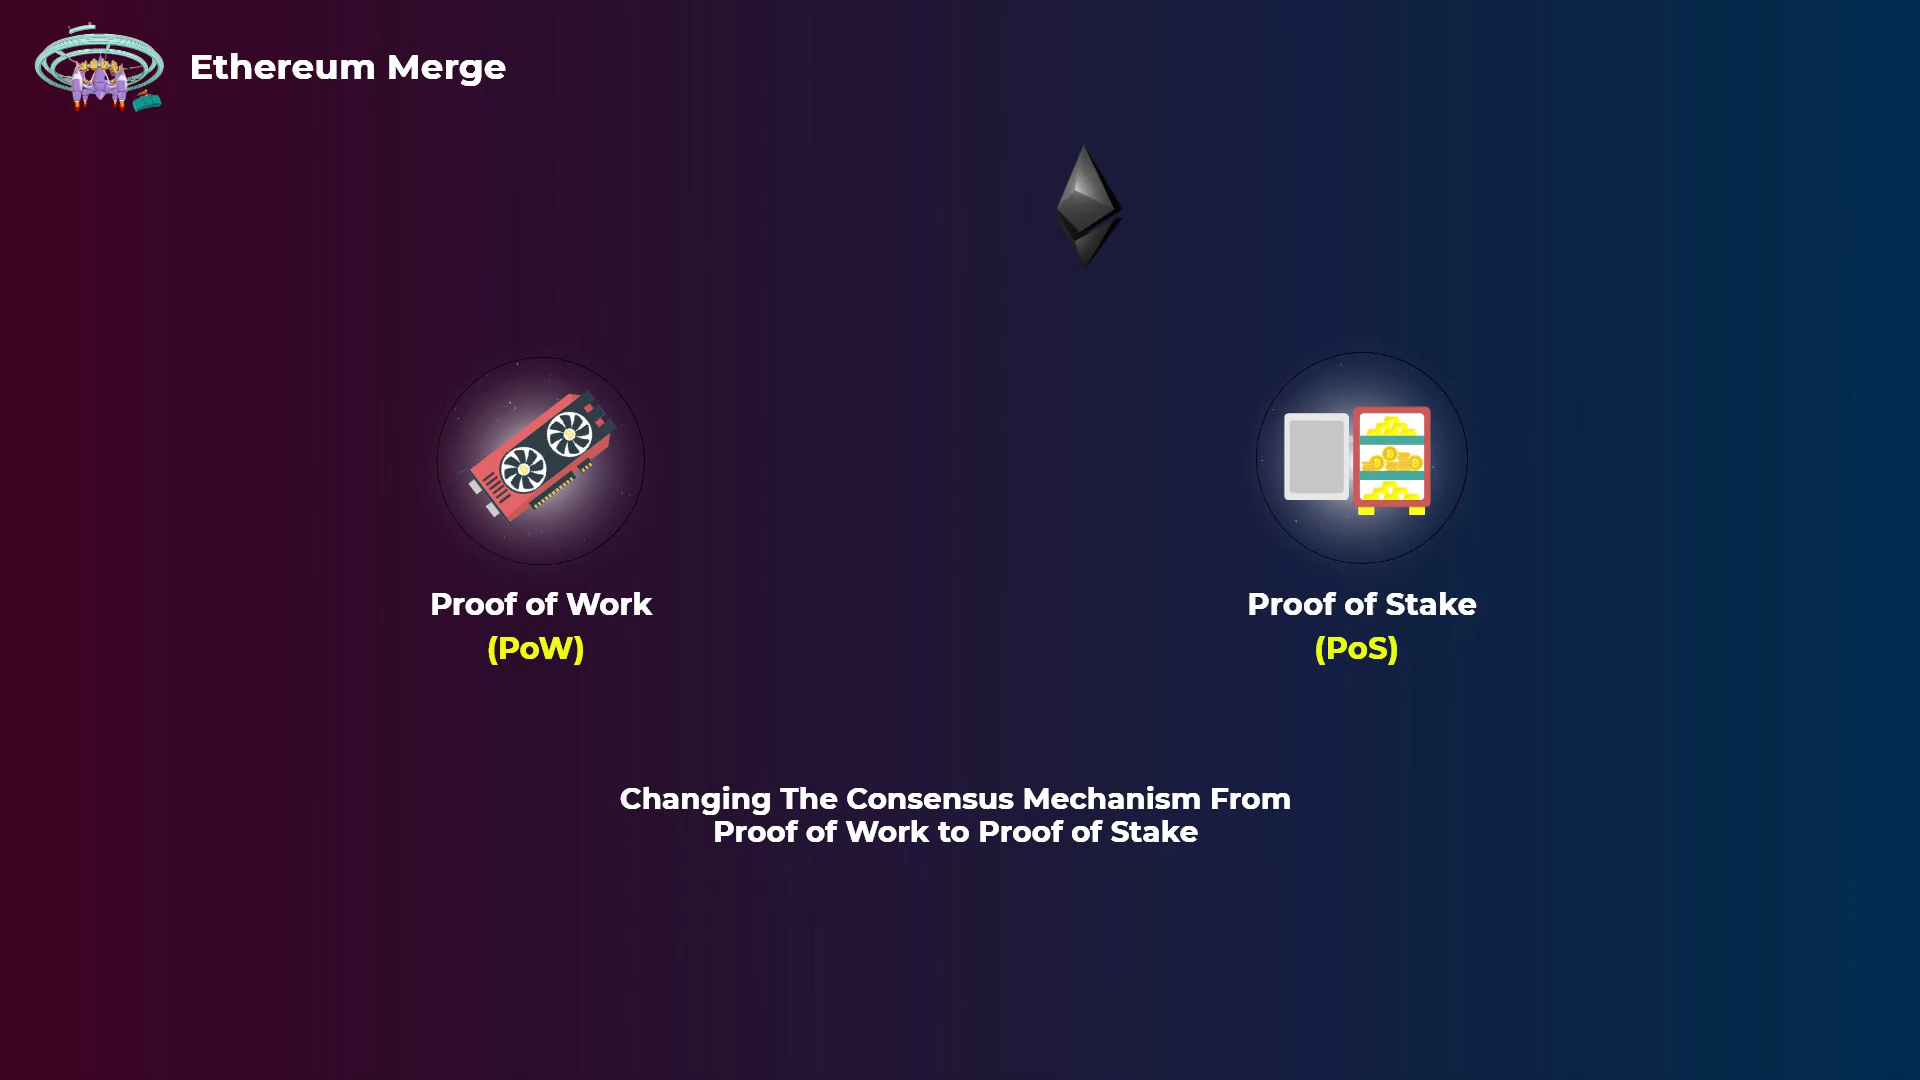 Ethereum Merge
Proof of Work
(PoW)
Proof of Stake
(PoS)
Changing The Consensus Mechanism From
Proof of Work to Proof of Stake